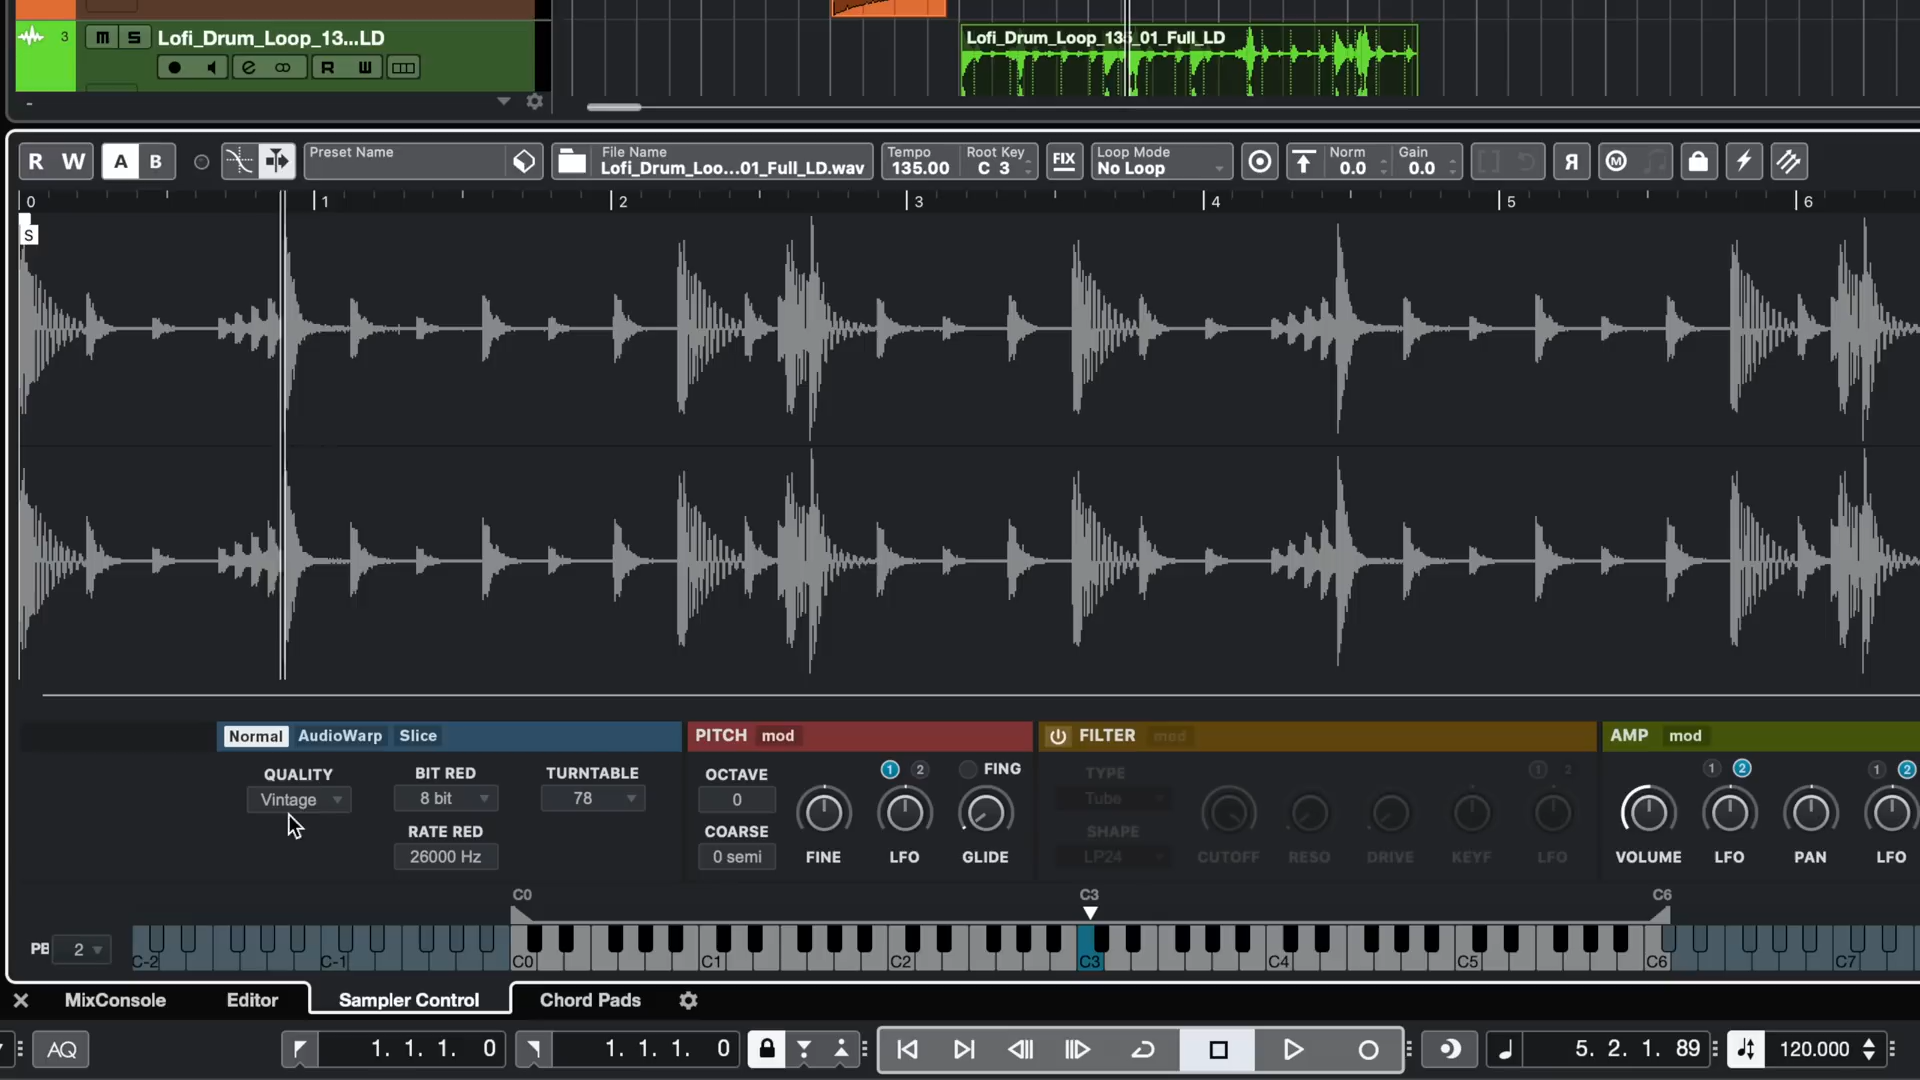 3 m S Lofi_Drum_Loop_13...LD
e R W
-
Lofi_Drum_Loop_135_01_Full_LD
R W A B
Preset Name
File Name
Lofi_Drum_Loo...01_Full_LD.wav
Tempo
135.00
Root Key
C 3
FIX
Loop Mode
No Loop
Norm
0.0
Gain
0.0
Я
M
0 1 2 3 4 5 6
S
Normal AudioWarp Slice
QUALITY
Vintage
BIT RED
8 bit
RATE RED
26000 Hz
TURNTABLE
78
PITCH mod
OCTAVE
0
COARSE
0 semi
FINE
1 2
LFO
FING
GLIDE
FILTER mod
TYPE
Tube
SHAPE
LP24
CUTOFF RESO DRIVE KEYF
1 2
LFO
AMP mod
VOLUME
1 2
LFO
PAN
1 2
LFO
C0 C3 C6
PB 2
C-2 C-1 C0 C1 C2 C3 C4 C5 C6 C7
MixConsole Editor Sampler Control Chord Pads
AQ
1. 1. 1. 0
1. 1. 1. 0
5. 2. 1. 89
120.000